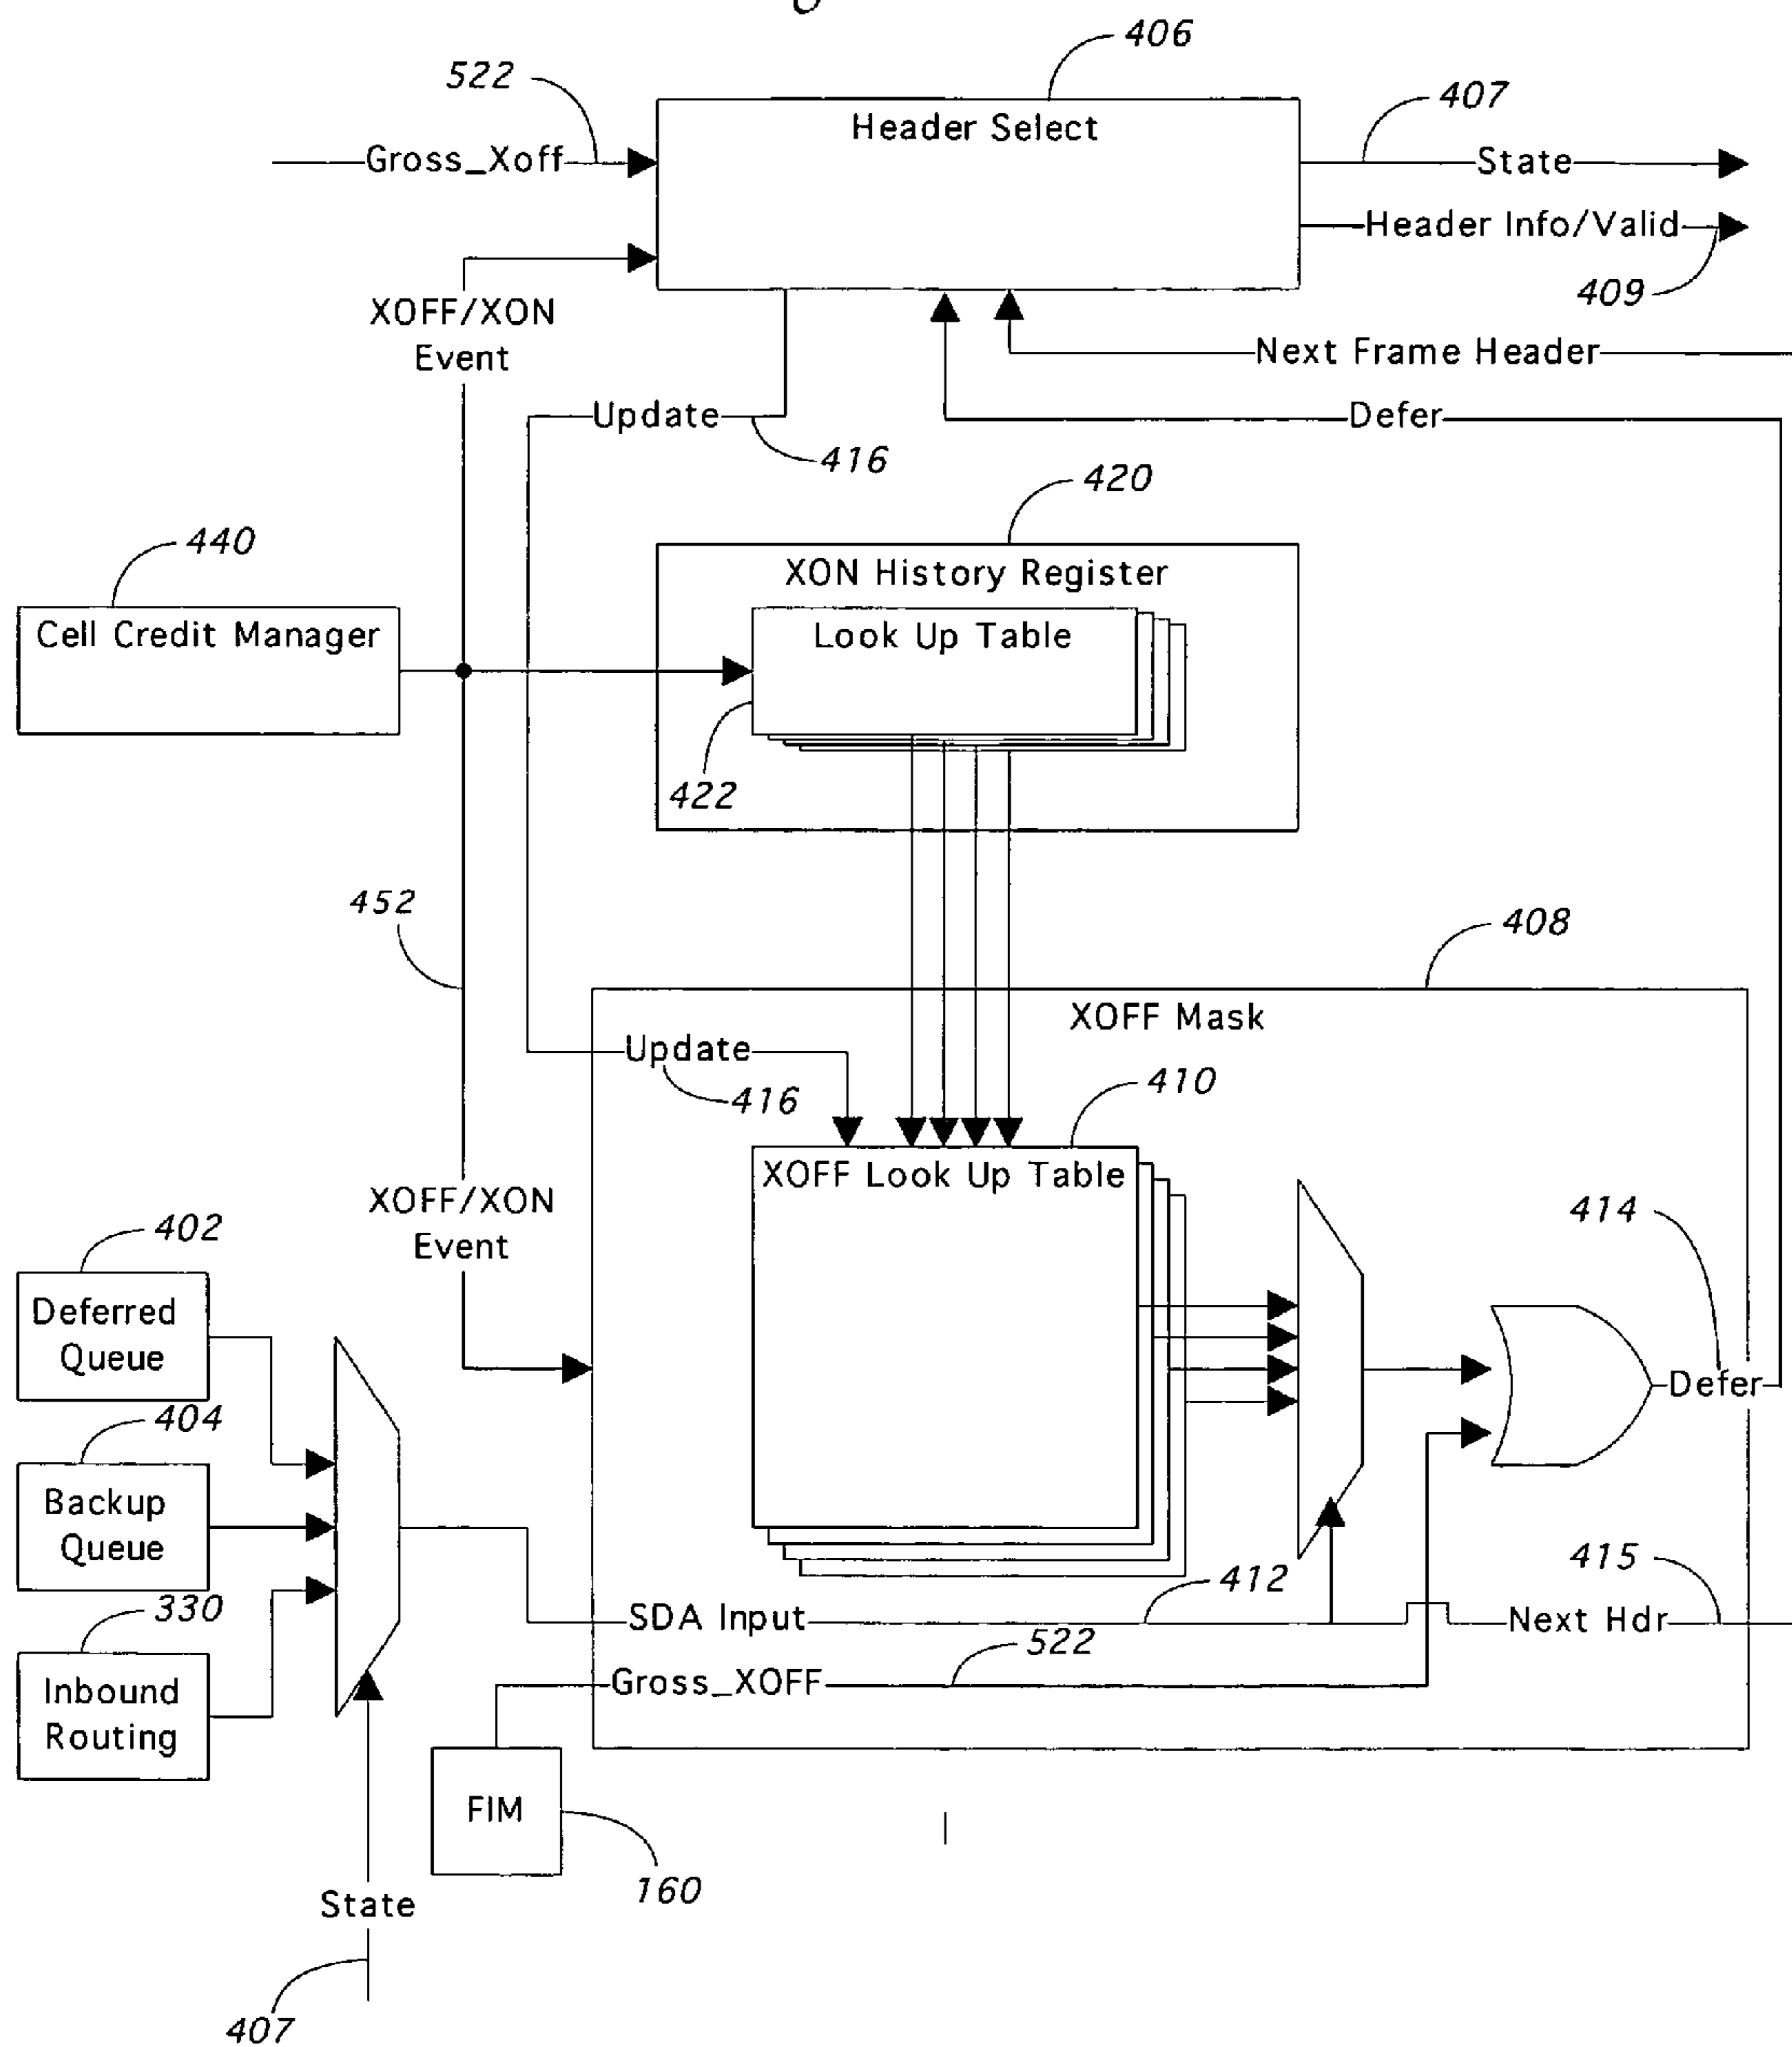 406
522
407
Header Select
Gross_Xoff
State
Header Info/Valid
409
XOFF/XON
Event
Next Frame Header
Update
Defer
416
420
440
XON History Register
Cell Credit Manager
Look Up Table
422
452
408
XOFF Mask
Update
416
410
XOFF Look Up Table
XOFF/XON
Event
414
402
Deferred
Queue
Defer
404
Backup
Queue
415
412
330
SDA Input
Next Hdr
522
Gross_XOFF
Inbound
Routing
FIM
160
State
407